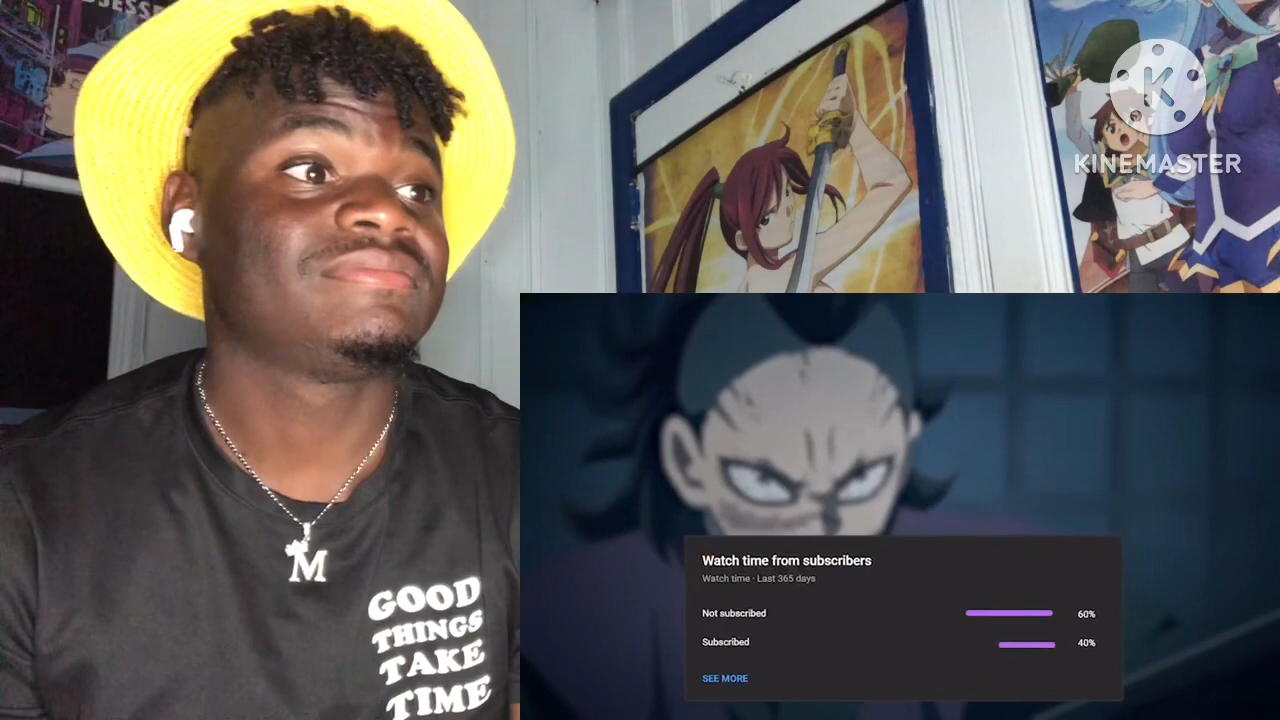 KINEMASTER
GOOD
THINGS
TAKE
TIME
M
Watch time from subscribers
Watch time · Last 365 days
Not subscribed 60%
Subscribed 40%
SEE MORE